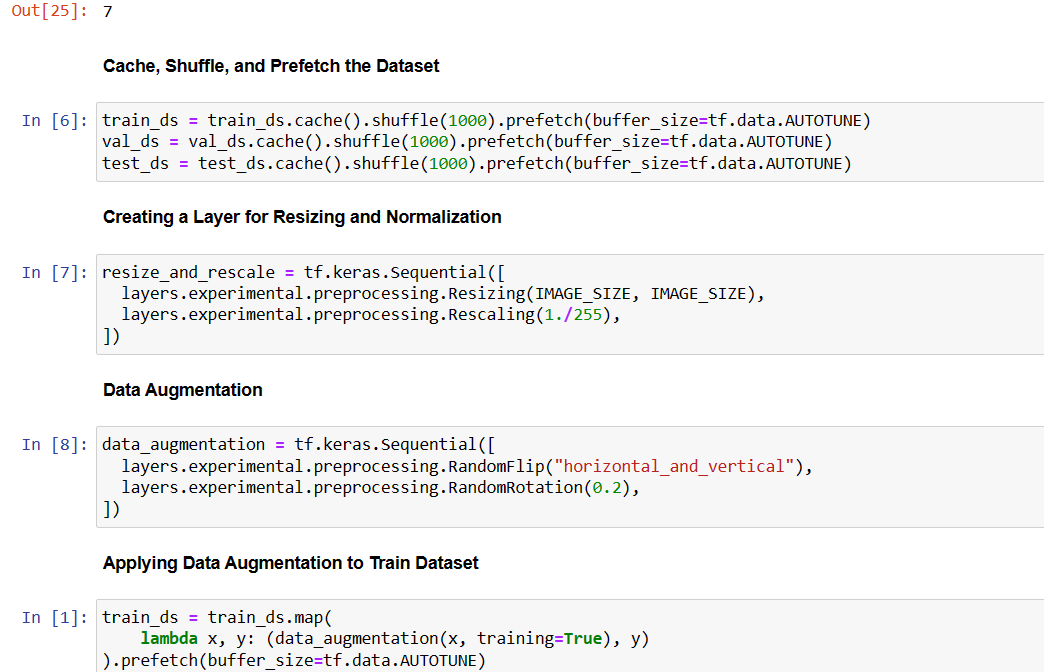 Out[25]: 7
Cache, Shuffle, and Prefetch the Dataset
In [6]: train_ds = train_ds.cache().shuffle(1000).prefetch(buffer_size=tf.data.AUTOTUNE)
val_ds = val_ds.cache().shuffle(1000).prefetch(buffer_size=tf.data.AUTOTUNE)
test_ds = test_ds.cache().shuffle(1000).prefetch(buffer_size=tf.data.AUTOTUNE)
Creating a Layer for Resizing and Normalization
In [7]: resize_and_rescale = tf.keras.Sequential([
  layers.experimental.preprocessing.Resizing(IMAGE_SIZE, IMAGE_SIZE),
  layers.experimental.preprocessing.Rescaling(1./255),
])
Data Augmentation
In [8]: data_augmentation = tf.keras.Sequential([
  layers.experimental.preprocessing.RandomFlip("horizontal_and_vertical"),
  layers.experimental.preprocessing.RandomRotation(0.2),
])
Applying Data Augmentation to Train Dataset
In [1]: train_ds = train_ds.map(
    lambda x, y: (data_augmentation(x, training=True), y)
).prefetch(buffer_size=tf.data.AUTOTUNE)